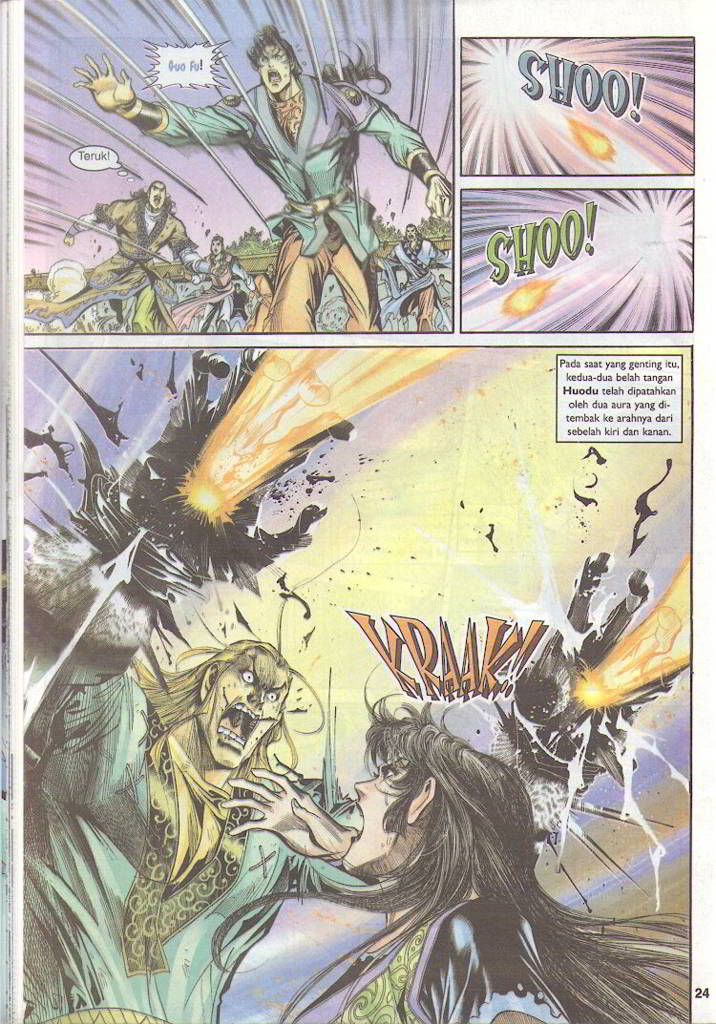 Guo Fu!
Teruk!
SHOO!
SHOO!
Pada saat yang genting itu,
kedua-dua belah tangan
Huodu telah dipatahkan
oleh dua aura yang di-
tembak ke arahnya dari
sebelah kiri dan kanan.
KRAAK!!
24